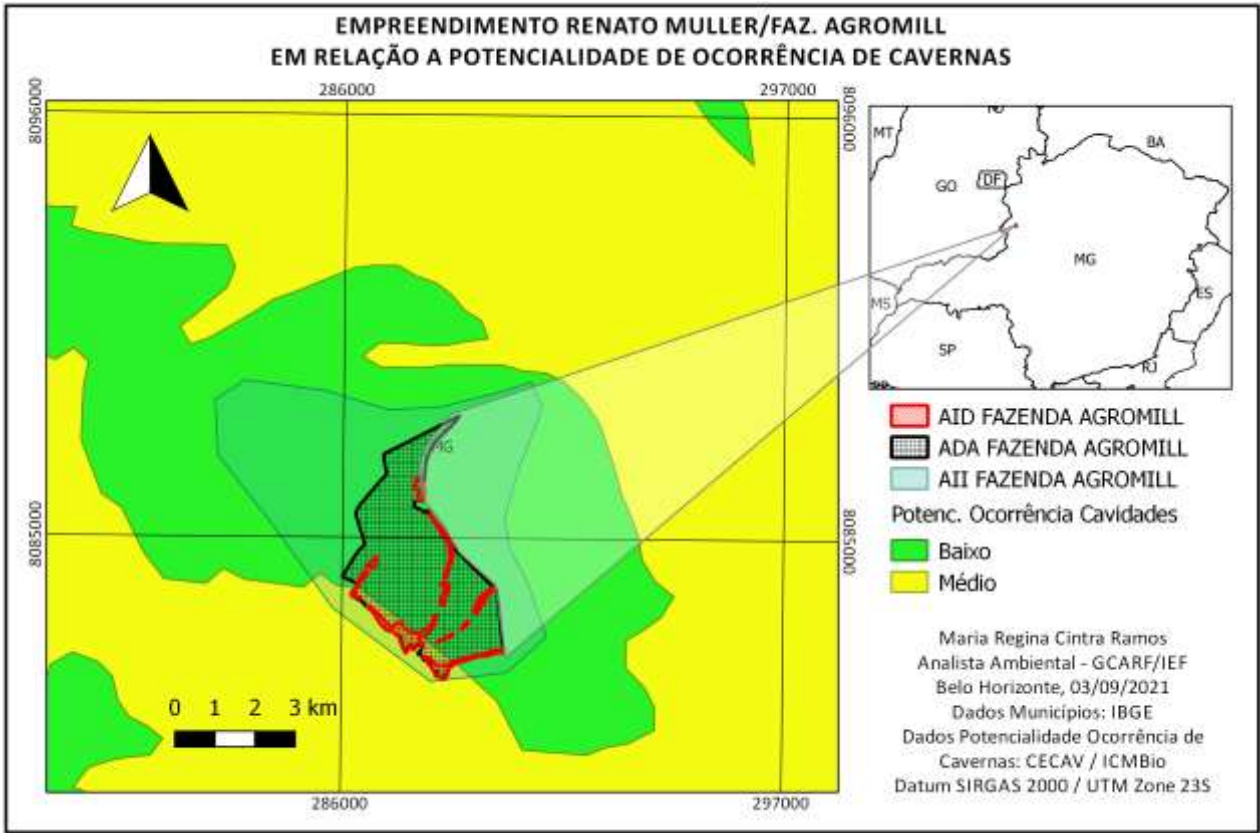 EMPREENDIMENTO RENATO MULLER/FAZ. AGROMILL
EM RELAÇÃO A POTENCIALIDADE DE OCORRÊNCIA DE CAVERNAS
286000
297000
8096000
8096000
8085000
8085000
286000
297000
MG
0 1 2 3 km
MT
BA
GO
DF
MG
MS
ES
SP
RJ
AID FAZENDA AGROMILL
ADA FAZENDA AGROMILL
AII FAZENDA AGROMILL
Potenc. Ocorrência Cavidades
Baixo
Médio
Maria Regina Cintra Ramos
Analista Ambiental - GCARF/IEF
Belo Horizonte, 03/09/2021
Dados Municípios: IBGE
Dados Potencialidade Ocorrência de
Cavernas: CECAV / ICMBio
Datum SIRGAS 2000 / UTM Zone 23S